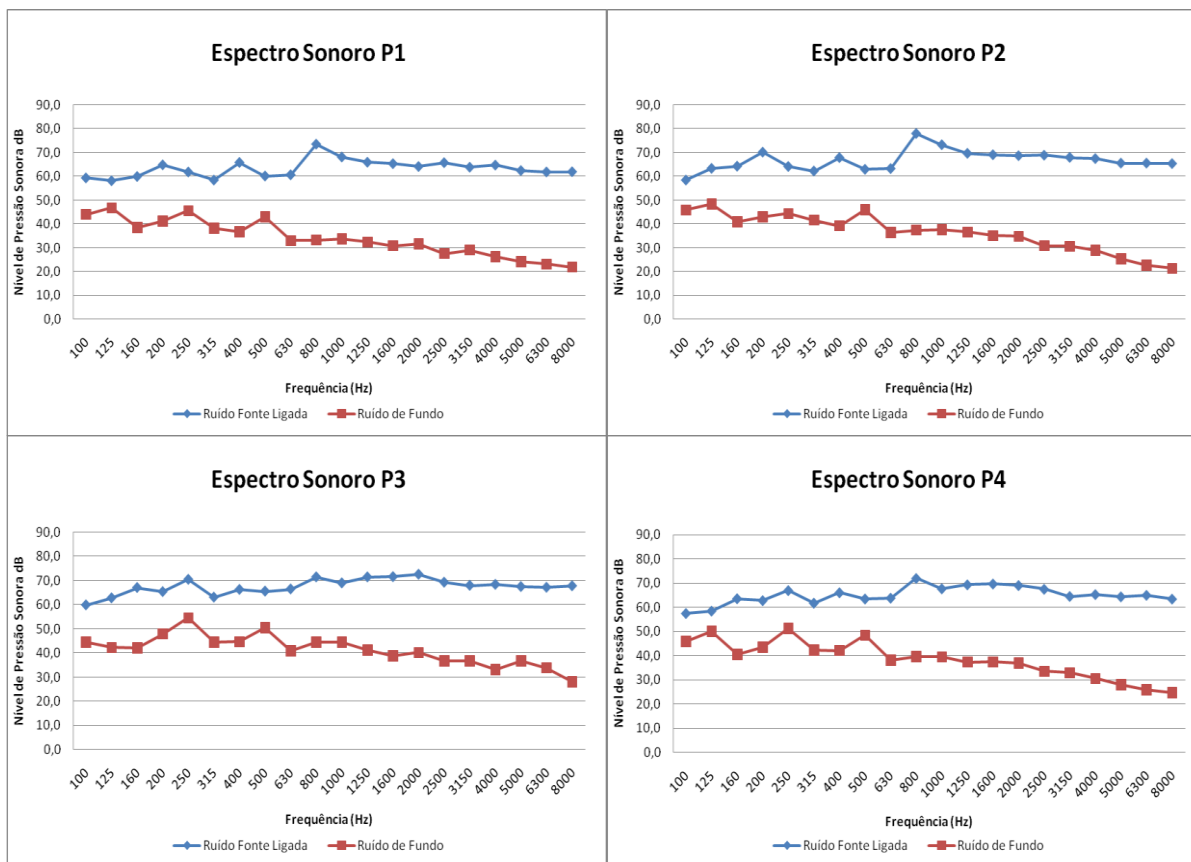 Espectro Sonoro P1
Nível de Pressão Sonora dB
90,0
80,0
70,0
60,0
50,0
40,0
30,0
20,0
10,0
0,0
100 125 160 200 250 315 400 500 630 800 1000 1250 1600 2000 2500 3150 4000 5000 6300 8000
Frequência (Hz)
Ruído Fonte Ligada Ruído de Fundo
Espectro Sonoro P2
Nível de Pressão Sonora dB
90,0
80,0
70,0
60,0
50,0
40,0
30,0
20,0
10,0
0,0
100 125 160 200 250 315 400 500 630 800 1000 1250 1600 2000 2500 3150 4000 5000 6300 8000
Frequência (Hz)
Ruído Fonte Ligada Ruído de Fundo
Espectro Sonoro P3
Nível de Pressão Sonora dB
90,0
80,0
70,0
60,0
50,0
40,0
30,0
20,0
10,0
0,0
100 125 160 200 250 315 400 500 630 800 1000 1250 1600 2000 2500 3150 4000 5000 6300 8000
Frequência (Hz)
Ruído Fonte Ligada Ruído de Fundo
Espectro Sonoro P4
Nível de Pressão Sonora dB
90,0
80,0
70,0
60,0
50,0
40,0
30,0
20,0
10,0
0,0
100 125 160 200 250 315 400 500 630 800 1000 1250 1600 2000 2500 3150 4000 5000 6300 8000
Frequência (Hz)
Ruído Fonte Ligada Ruído de Fundo